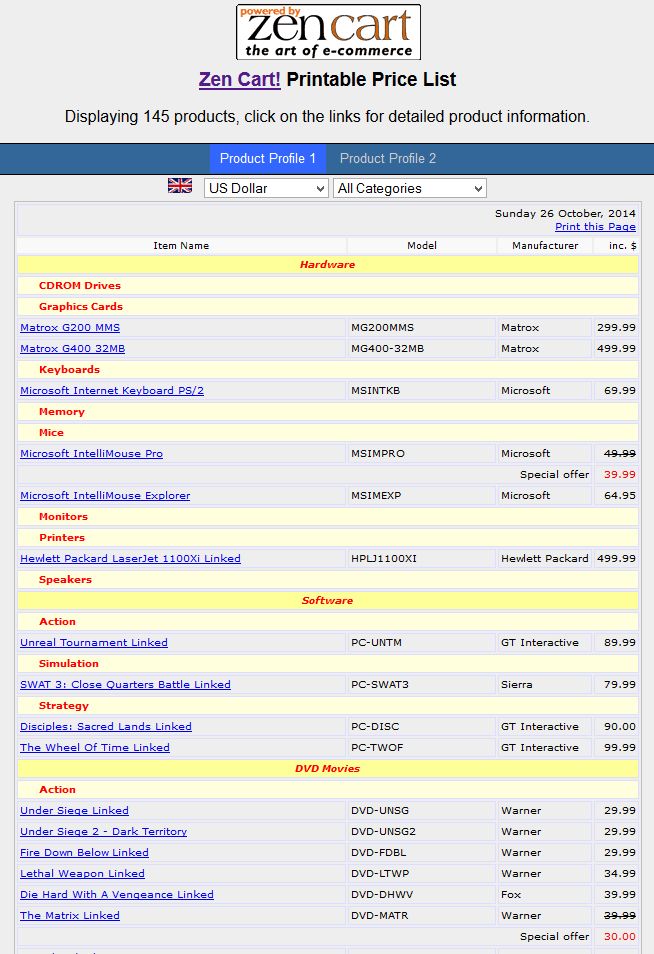 powered by
zen cart
the art of e-commerce
Zen Cart! Printable Price List
Displaying 145 products, click on the links for detailed product information.
Product Profile 1 Product Profile 2
US Dollar All Categories
Sunday 26 October, 2014
Print this Page
Item Name Model Manufacturer inc. $
Hardware
CDROM Drives
Graphics Cards
Matrox G200 MMS MG200MMS Matrox 299.99
Matrox G400 32MB MG400-32MB Matrox 499.99
Keyboards
Microsoft Internet Keyboard PS/2 MSINTKB Microsoft 69.99
Memory
Mice
Microsoft IntelliMouse Pro MSIMPRO Microsoft 49.99
Special offer 39.99
Microsoft IntelliMouse Explorer MSIMEXP Microsoft 64.95
Monitors
Printers
Hewlett Packard LaserJet 1100Xi Linked HPLJ1100XI Hewlett Packard 499.99
Speakers
Software
Action
Unreal Tournament Linked PC-UNTM GT Interactive 89.99
Simulation
SWAT 3: Close Quarters Battle Linked PC-SWAT3 Sierra 79.99
Strategy
Disciples: Sacred Lands Linked PC-DISC GT Interactive 90.00
The Wheel Of Time Linked PC-TWOF GT Interactive 99.99
DVD Movies
Action
Under Siege Linked DVD-UNSG Warner 29.99
Under Siege 2 - Dark Territory DVD-UNSG2 Warner 29.99
Fire Down Below Linked DVD-FDBL Warner 29.99
Lethal Weapon Linked DVD-LTWP Warner 34.99
Die Hard With A Vengeance Linked DVD-DHWV Fox 39.99
The Matrix Linked DVD-MATR Warner 39.99
Special offer 30.00